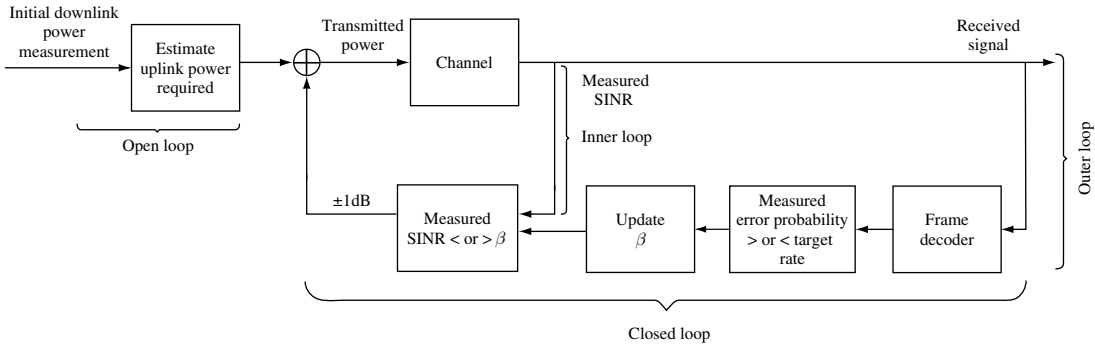 Initial downlink
power
measurement
Estimate
uplink power
required
Open loop
Transmitted
power
Channel
Measured
SINR
Inner loop
Received
signal
Outer loop
±1dB
Measured
SINR < or > β
Update
β
Measured
error probability
> or < target
rate
Frame
decoder
Closed loop